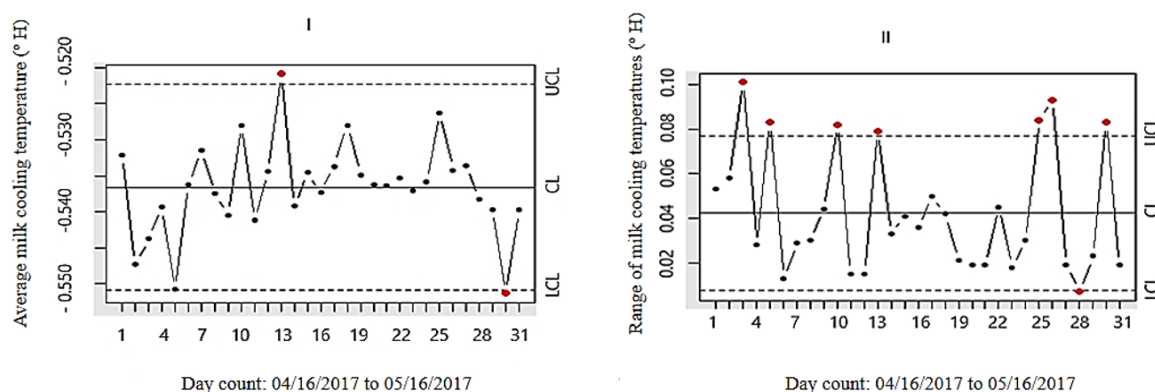 I
Average milk cooling temperature (° H)
- 0.520
- 0.530
-0.540
- 0.550
UCL
CL
LCL
1 4 7 10 13 16 19 22 25 28 31
Day count: 04/16/2017 to 05/16/2017
II
Range of milk cooling temperatures (° H)
0.10
0.08
0.06
0.04
0.02
UCL
CL
LCL
1 4 7 10 13 16 19 22 25 28 31
Day count: 04/16/2017 to 05/16/2017